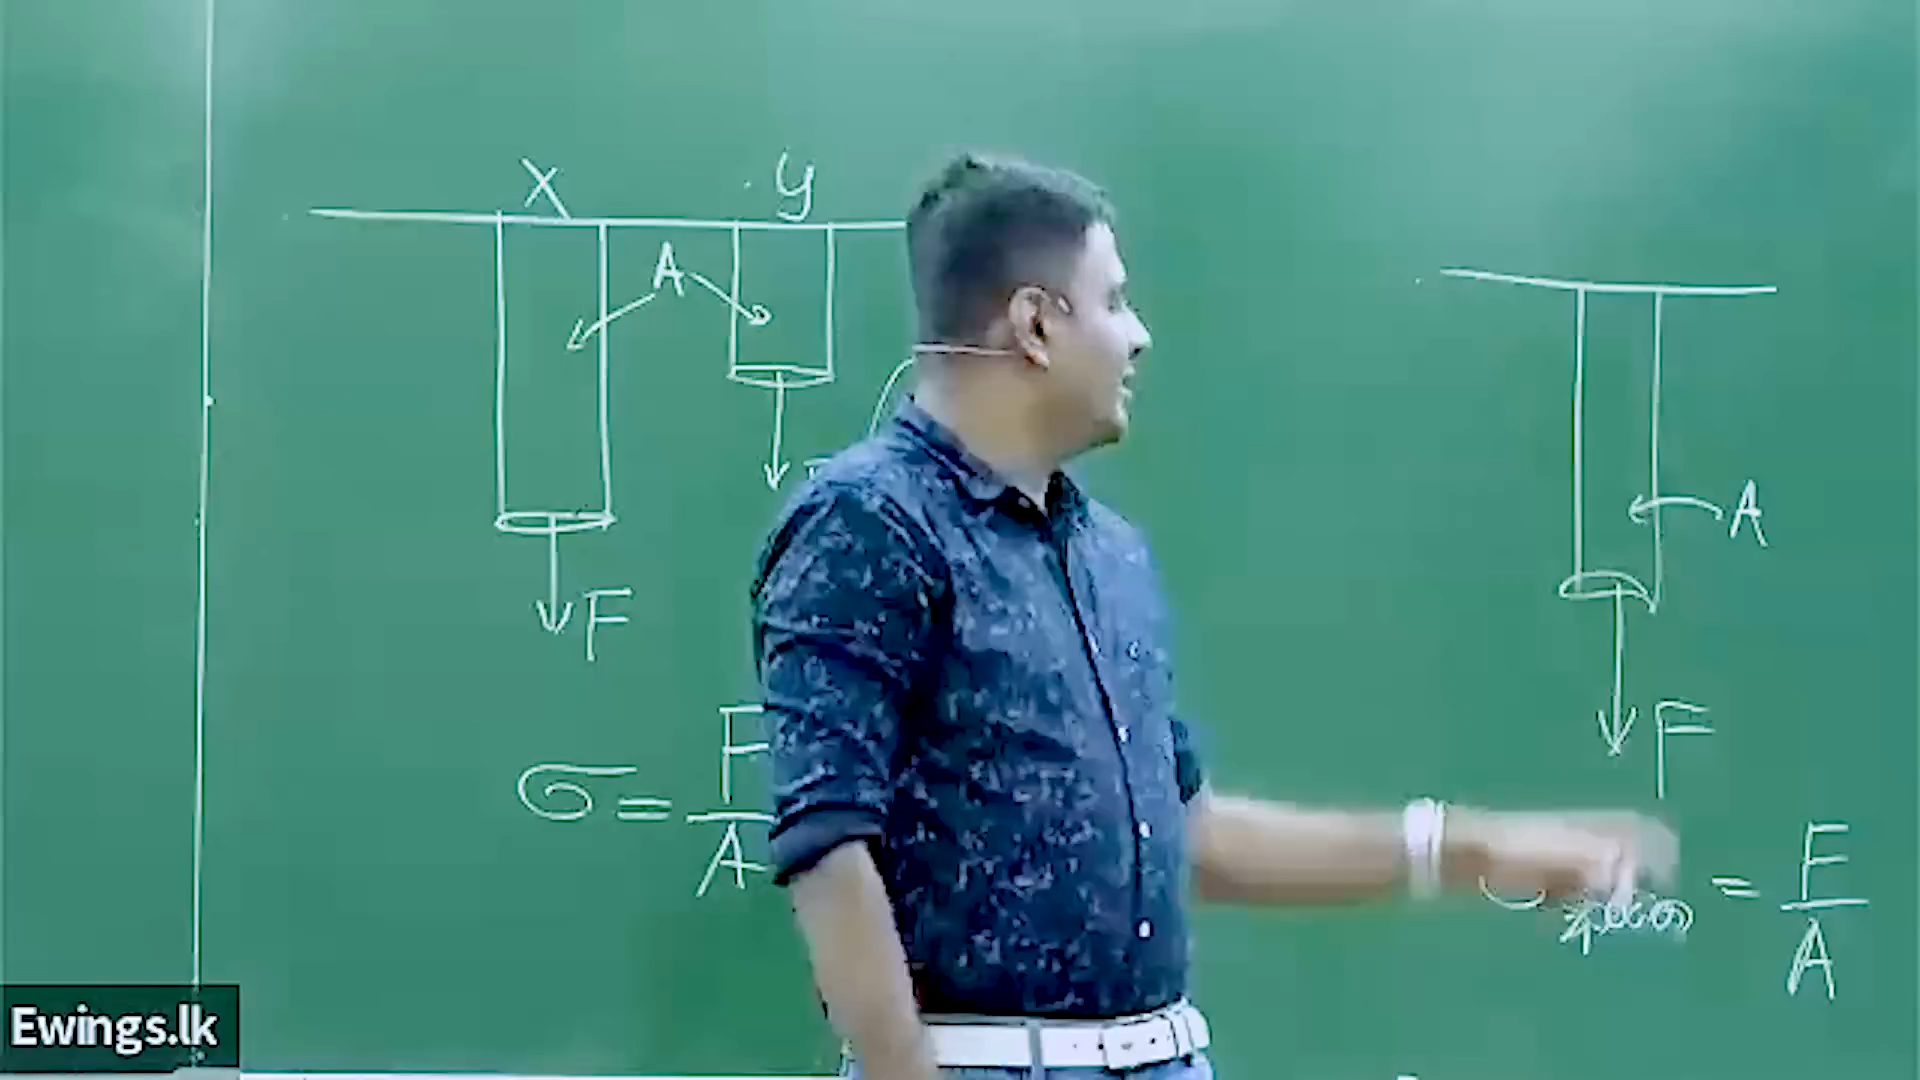 X
y
A
F
σ = F/A
A
F
= F/A
Ewings.lk